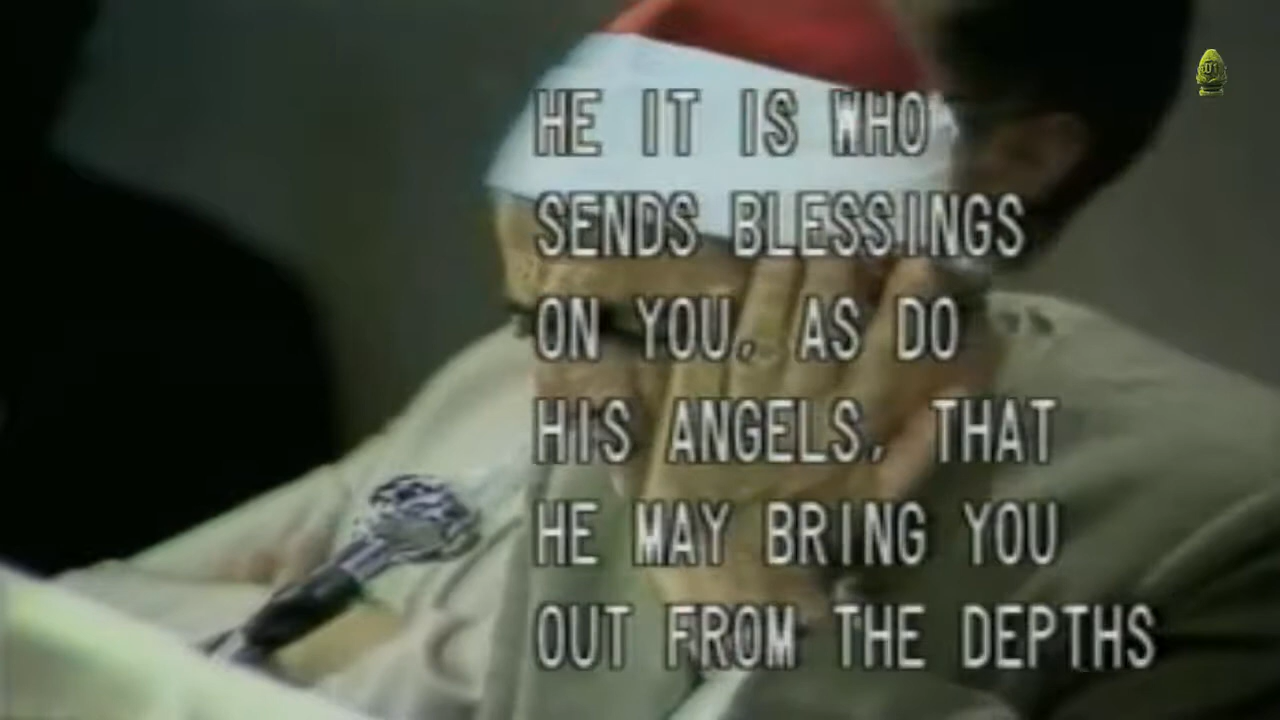 HE IT IS WHO
SENDS BLESSINGS
ON YOU, AS DO
HIS ANGELS, THAT
HE MAY BRING YOU
OUT FROM THE DEPTHS